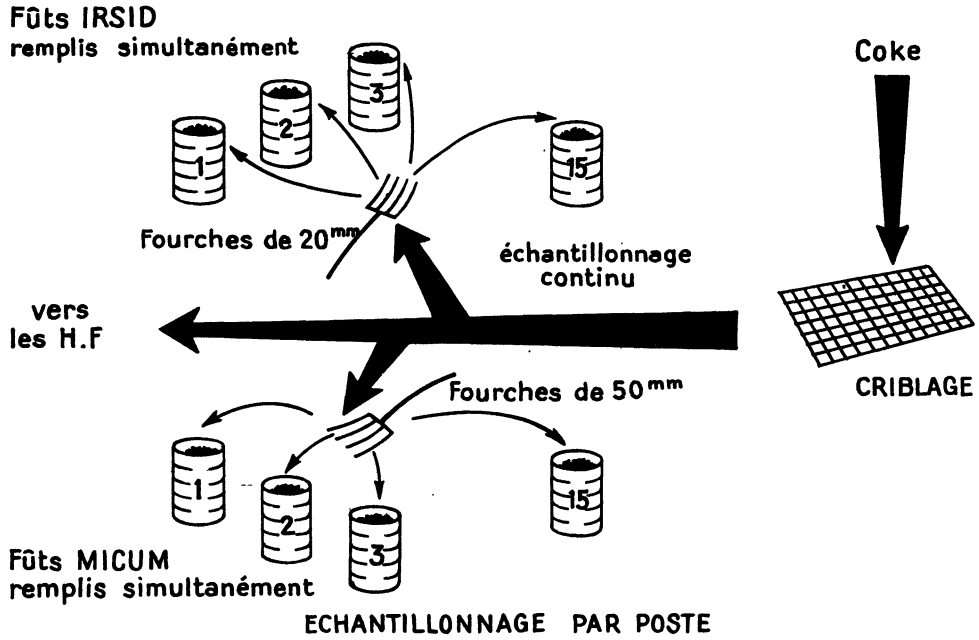 Fûts IRSID
remplis simultanément
3
2
1
15
Coke
Fourches de 20mm
échantillonnage
continu
vers
les H.F
CRIBLAGE
Fourches de 50mm
1
2
3
15
Fûts MICUM
remplis simultanément
ECHANTILLONNAGE PAR POSTE